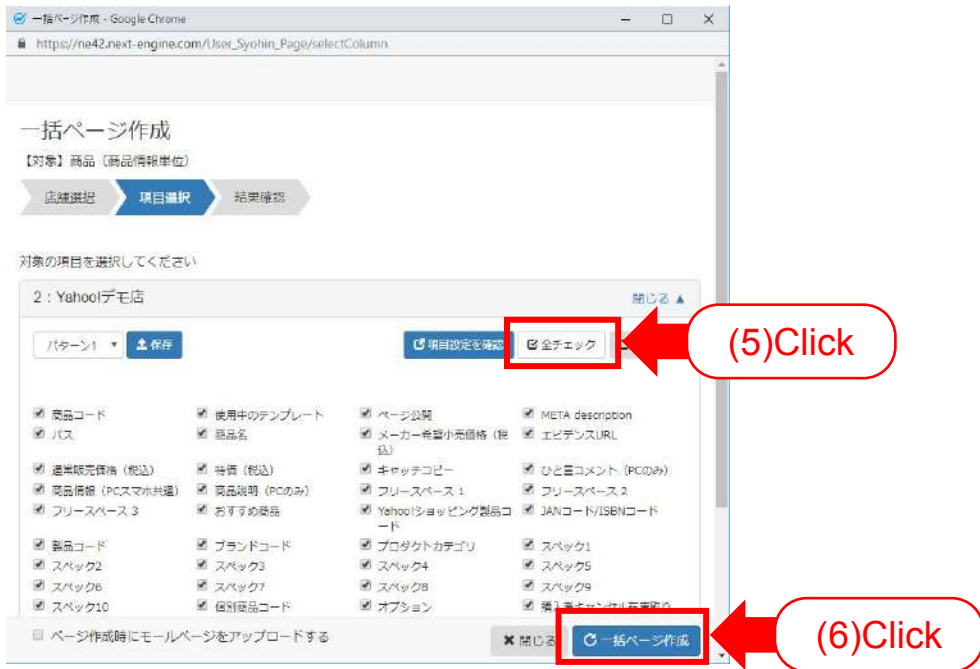 一括ページ作成 - Google Chrome
https://ne42.next-engine.com/User_Syohin_Page/selectColumn
一括ページ作成
【対象】商品（商品情報単位）
店舗選択 項目選択 結果確認
対象の項目を選択してください
2：Yahoo!デモ店 閉じる ▲
パターン1 保存 項目設定を確認 全チェック
(5)Click
商品コード 使用中のテンプレート ページ公開 META description
パス 商品名 メーカー希望小売価格（税込） エビデンスURL
通常販売価格（税込） 特価（税込） キャッチコピー ひと言コメント（PCのみ）
商品情報（PCスマホ共通） 商品説明（PCのみ） フリースペース 1 フリースペース 2
フリースペース 3 おすすめ商品 Yahoo!ショッピング製品コード JANコード/ISBNコード
製品コード ブランドコード プロダクトカテゴリ スペック1
スペック2 スペック3 スペック4 スペック5
スペック6 スペック7 スペック8 スペック9
スペック10 個別商品コード オプション 購入者キャンセル在庫取り
ページ作成時にモールページをアップロードする 閉じる 一括ページ作成
(6)Click